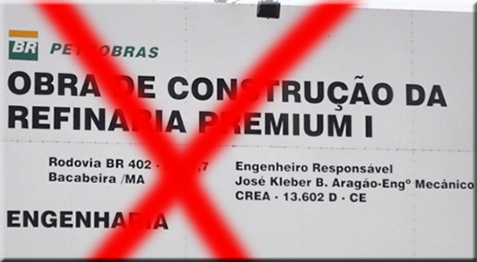 BR PETROBRAS
OBRA DE CONSTRUÇÃO DA
REFINARIA PREMIUM I
Rodovia BR 402 - ,7
Bacabeira /MA
Engenheiro Responsável
José Kleber B. Aragão-Engº Mecânico
CREA - 13.602 D - CE
ENGENHARIA